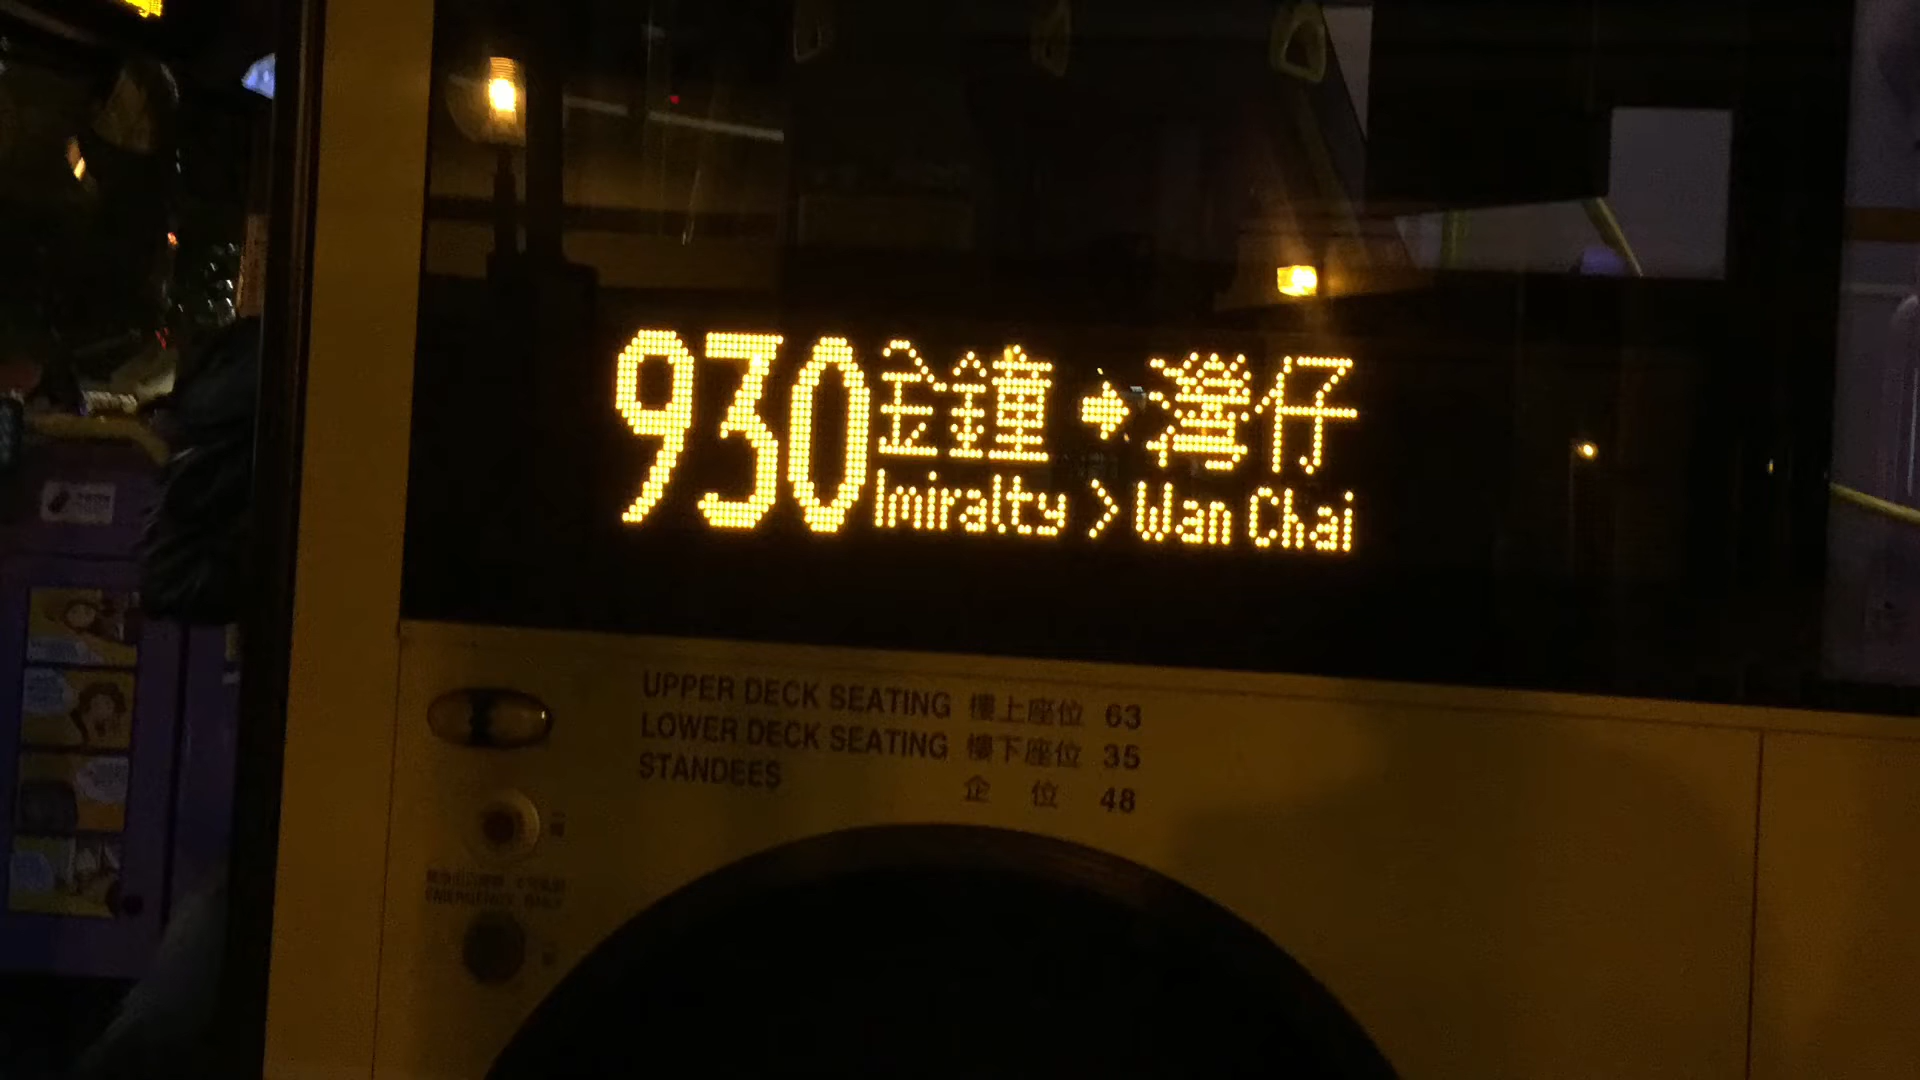 930 金鐘 → 灣仔
lmiralty > Wan Chai
UPPER DECK SEATING 樓上座位 63
LOWER DECK SEATING 樓下座位 35
STANDEES 企位 48